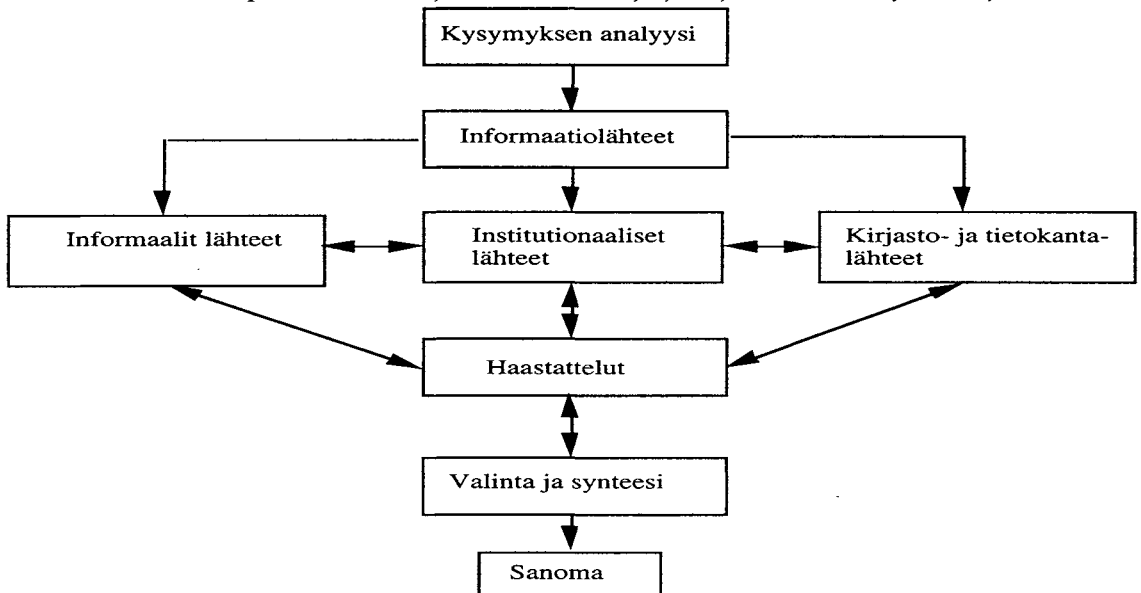 Kysymyksen analyysi
Informaatiolähteet
Informaalit lähteet
Institutionaaliset
lähteet
Kirjasto- ja tietokanta-
lähteet
Haastattelut
Valinta ja synteesi
Sanoma